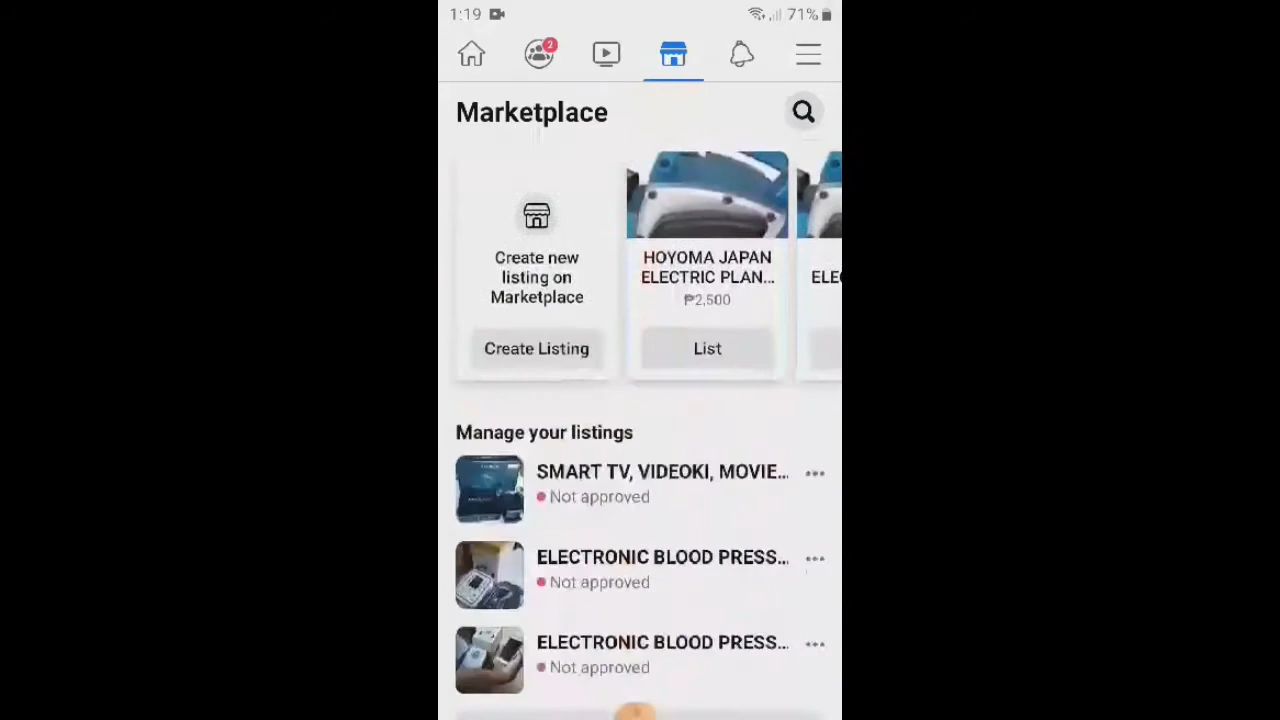 1:19
71%
2
Marketplace
Create new
listing on
Marketplace
Create Listing
HOYOMA JAPAN
ELECTRIC PLAN...
₱2,500
List
ELE
Manage your listings
SMART TV, VIDEOKI, MOVIE...
Not approved
ELECTRONIC BLOOD PRESS...
Not approved
ELECTRONIC BLOOD PRESS...
Not approved